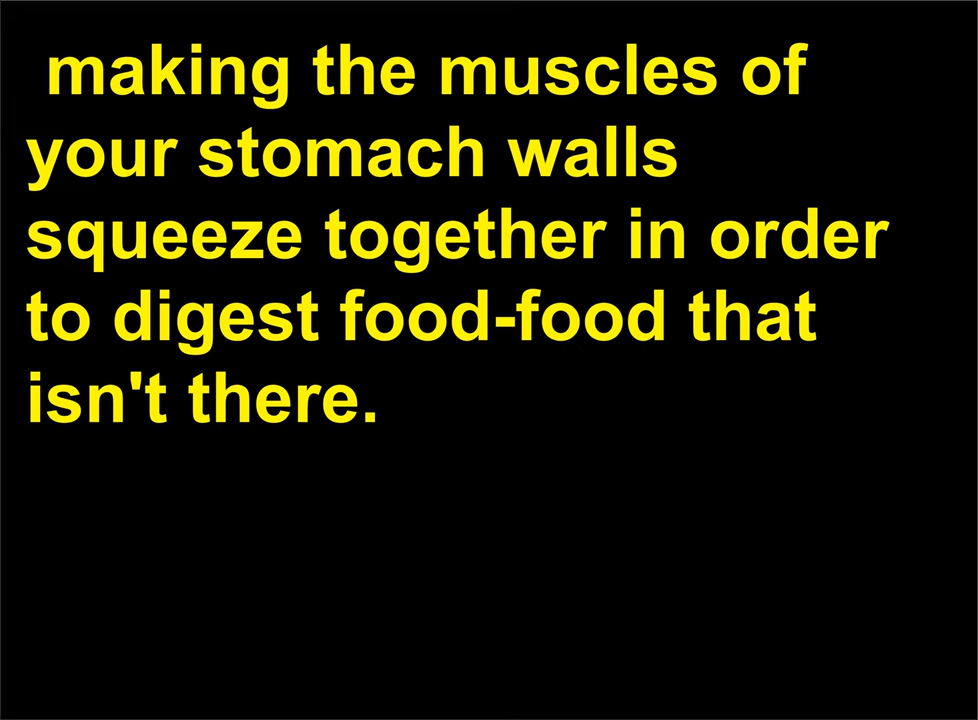 making the muscles of
your stomach walls
squeeze together in order
to digest food-food that
isn't there.